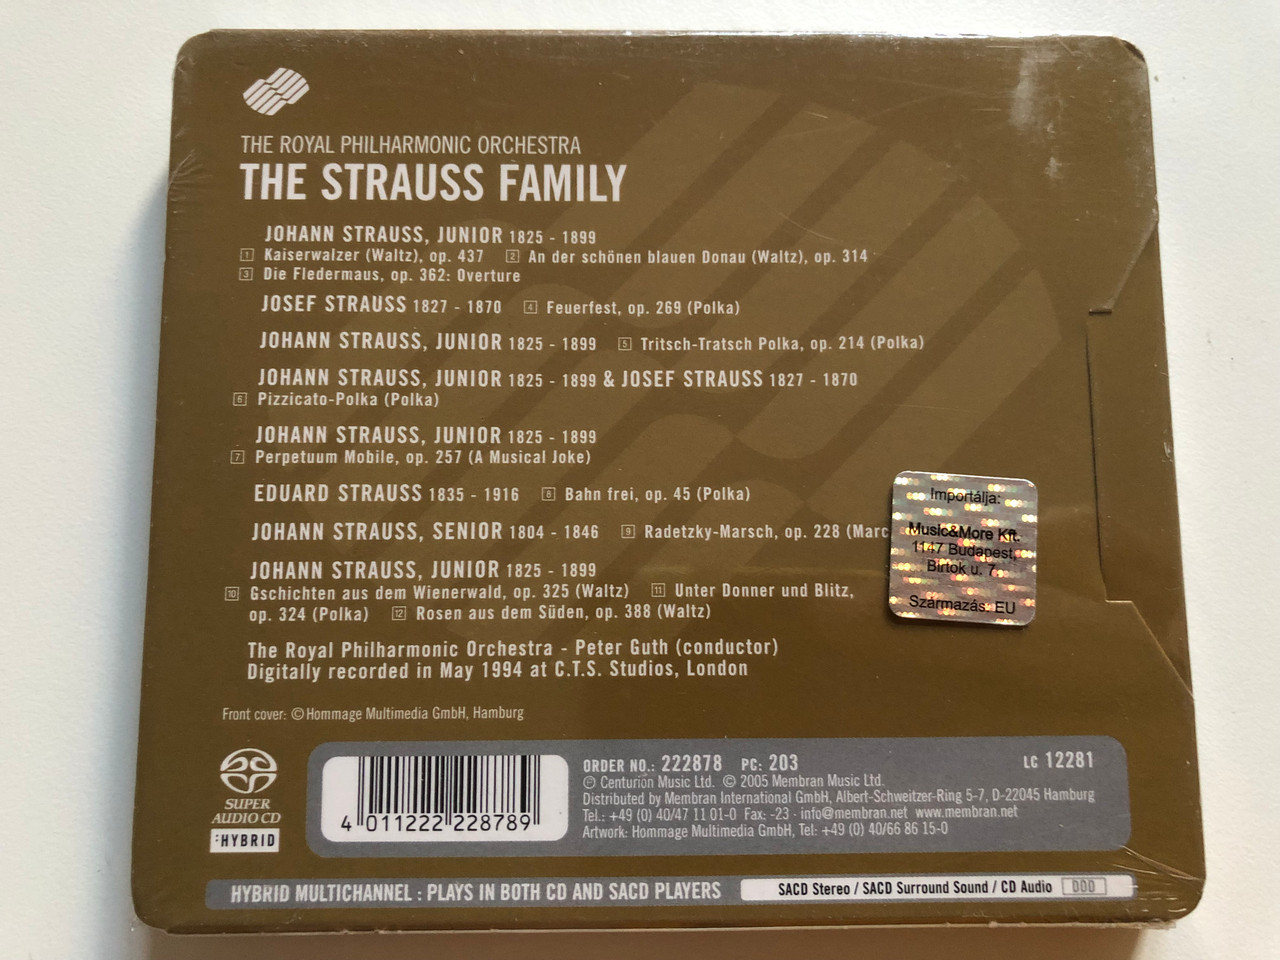 THE ROYAL PHILHARMONIC ORCHESTRA
THE STRAUSS FAMILY
JOHANN STRAUSS, JUNIOR 1825 - 1899
1 Kaiserwalzer (Waltz), op. 437 2 An der schönen blauen Donau (Waltz), op. 314
3 Die Fledermaus, op. 362: Overture
JOSEF STRAUSS 1827 - 1870 4 Feuerfest, op. 269 (Polka)
JOHANN STRAUSS, JUNIOR 1825 - 1899 5 Tritsch-Tratsch Polka, op. 214 (Polka)
JOHANN STRAUSS, JUNIOR 1825 - 1899 & JOSEF STRAUSS 1827 - 1870
6 Pizzicato-Polka (Polka)
JOHANN STRAUSS, JUNIOR 1825 - 1899
7 Perpetuum Mobile, op. 257 (A Musical Joke)
EDUARD STRAUSS 1835 - 1916 8 Bahn frei, op. 45 (Polka)
JOHANN STRAUSS, SENIOR 1804 - 1846 9 Radetzky-Marsch, op. 228 (Marc
JOHANN STRAUSS, JUNIOR 1825 - 1899
10 Gschichten aus dem Wienerwald, op. 325 (Waltz) 11 Unter Donner und Blitz,
op. 324 (Polka) 12 Rosen aus dem Süden, op. 388 (Waltz)
The Royal Philharmonic Orchestra - Peter Guth (conductor)
Digitally recorded in May 1994 at C.T.S. Studios, London
Front cover: © Hommage Multimedia GmbH, Hamburg
Importálja:
Music&More Kft.
1147 Budapest,
Birtok u. 7.
Származás: EU
SUPER
AUDIO CD
HYBRID
4 011222 228789
ORDER NO.: 222878 PC: 203 LC 12281
℗ Centurion Music Ltd. © 2005 Membran Music Ltd.
Distributed by Membran International GmbH, Albert-Schweitzer-Ring 5-7, D-22045 Hamburg
Tel.: +49 (0) 40/47 11 01-0 Fax: -23 · info@membran.net www.membran.net
Artwork: Hommage Multimedia GmbH, Tel: +49 (0) 40/66 86 15-0
HYBRID MULTICHANNEL : PLAYS IN BOTH CD AND SACD PLAYERS SACD Stereo / SACD Surround Sound / CD Audio DDD